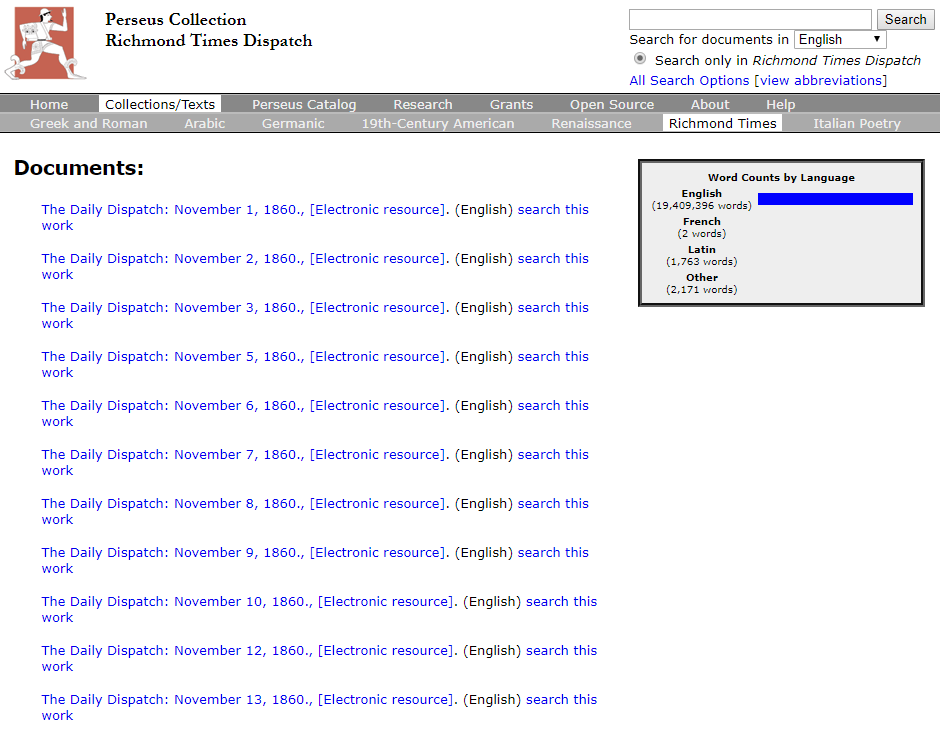 Perseus Collection
Richmond Times Dispatch
Search
Search for documents in English
Search only in Richmond Times Dispatch
All Search Options [view abbreviations]
Home Collections/Texts Perseus Catalog Research Grants Open Source About Help
Greek and Roman Arabic Germanic 19th-Century American Renaissance Richmond Times Italian Poetry
Documents:
The Daily Dispatch: November 1, 1860., [Electronic resource]. (English) search this
work
The Daily Dispatch: November 2, 1860., [Electronic resource]. (English) search this
work
The Daily Dispatch: November 3, 1860., [Electronic resource]. (English) search this
work
The Daily Dispatch: November 5, 1860., [Electronic resource]. (English) search this
work
The Daily Dispatch: November 6, 1860., [Electronic resource]. (English) search this
work
The Daily Dispatch: November 7, 1860., [Electronic resource]. (English) search this
work
The Daily Dispatch: November 8, 1860., [Electronic resource]. (English) search this
work
The Daily Dispatch: November 9, 1860., [Electronic resource]. (English) search this
work
The Daily Dispatch: November 10, 1860., [Electronic resource]. (English) search this
work
The Daily Dispatch: November 12, 1860., [Electronic resource]. (English) search this
work
The Daily Dispatch: November 13, 1860., [Electronic resource]. (English) search this
work
Word Counts by Language
English
(19,409,396 words)
French
(2 words)
Latin
(1,763 words)
Other
(2,171 words)